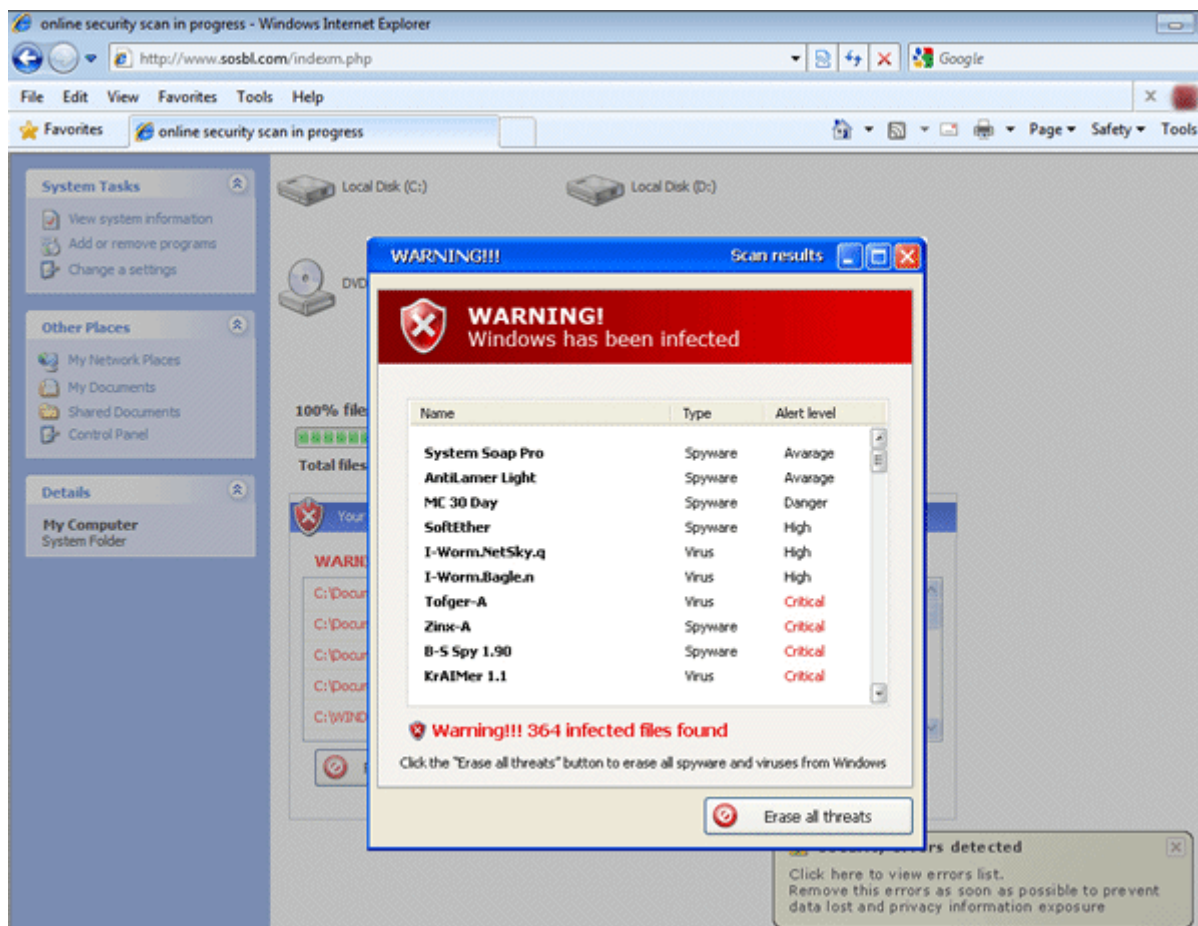 online security scan in progress - Windows Internet Explorer
http://www.sosbl.com/indexm.php
Google
File Edit View Favorites Tools Help
Favorites
online security scan in progress
Page Safety Tools
System Tasks
View system information
Add or remove programs
Change a settings
Other Places
My Network Places
My Documents
Shared Documents
Control Panel
Details
My Computer
System Folder
Local Disk (C:)
Local Disk (D:)
DVD
100% file
Total files
Your
C:\Docum
C:\Docum
C:\Docum
C:\Docum
WARNING!!!
Scan results
WARNING!
Windows has been infected
Name Type Alert level
System Soap Pro Spyware Avarage
AntiLamer Light Spyware Avarage
MC 30 Day Spyware Danger
SoftEther Spyware High
I-Worm.NetSky.q Virus High
I-Worm.Bagle.n Virus High
Tofger-A Virus Critical
Zinx-A Spyware Critical
B-S Spy 1.90 Spyware Critical
KrAIMer 1.1 Virus Critical
Warning!!! 364 infected files found
Click the "Erase all threats" button to erase all spyware and viruses from Windows
Erase all threats
detected
Click here to view errors list.
Remove this errors as soon as possible to prevent
data lost and privacy information exposure